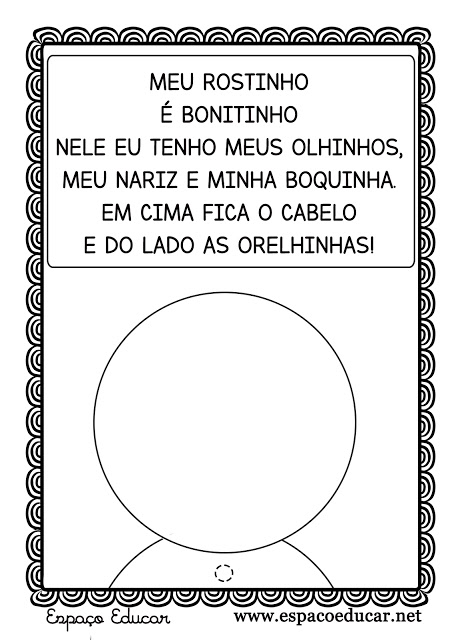 MEU ROSTINHO
É BONITINHO
NELE EU TENHO MEUS OLHINHOS,
MEU NARIZ E MINHA BOQUINHA.
EM CIMA FICA O CABELO
E DO LADO AS ORELHINHAS!
Espaço Educar
www.espacoeducar.net